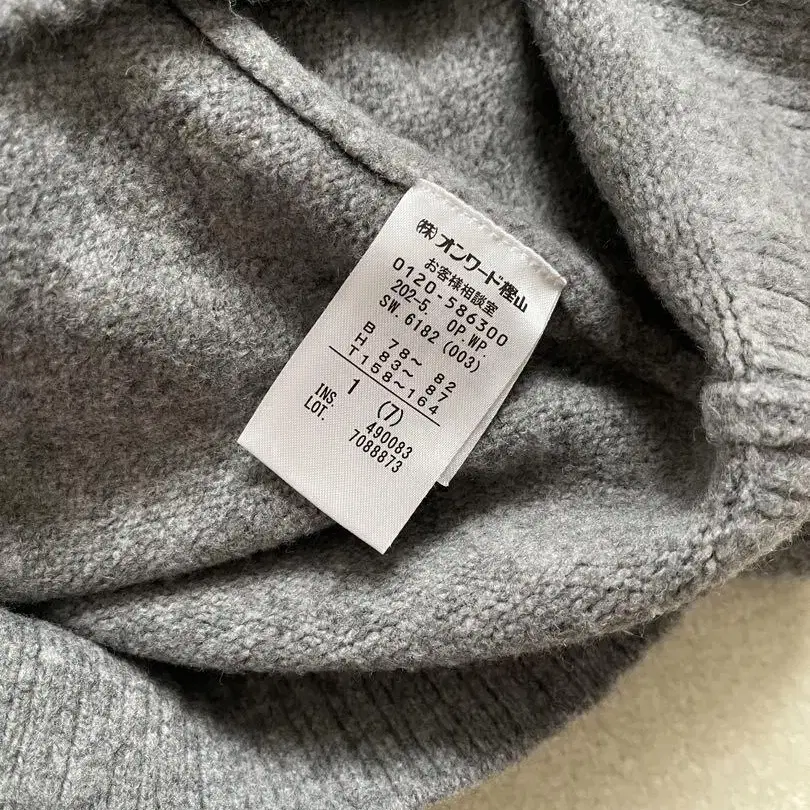 (株)オンワード樫山
お客様相談室
0120-586300
202-5. OP.WP.
SW. 6182 (003)
B 78～ 82
H 83～ 87
T158～164
1 (7)
INS. 490083
LOT. 7088873